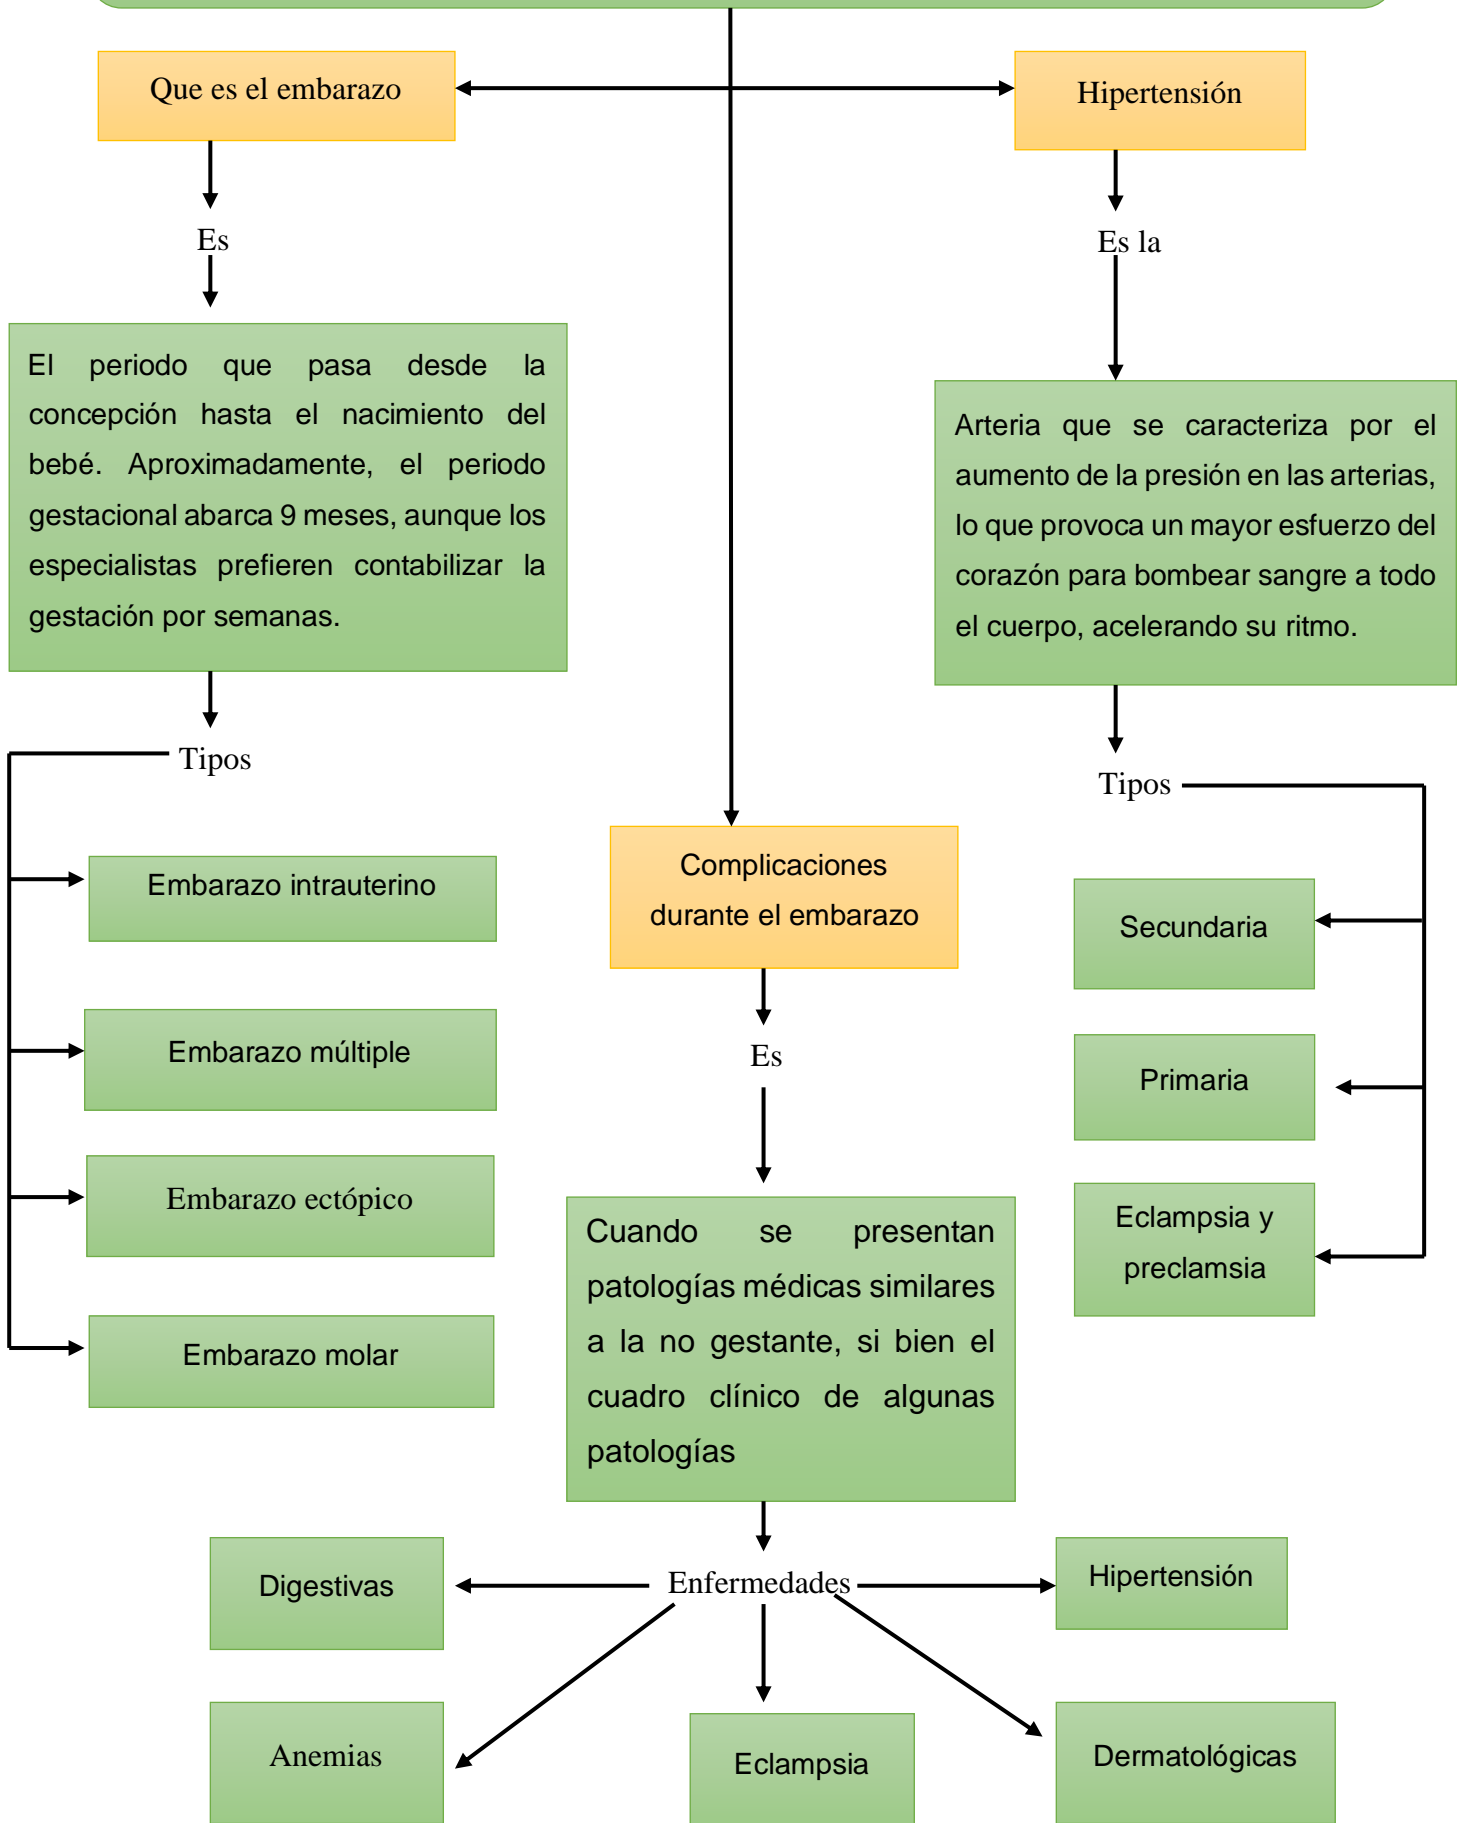 Que es el embarazo
Hipertensión
Es
Es la
El periodo que pasa desde la
concepción hasta el nacimiento del
bebé. Aproximadamente, el periodo
gestacional abarca 9 meses, aunque los
especialistas prefieren contabilizar la
gestación por semanas.
Arteria que se caracteriza por el
aumento de la presión en las arterias,
lo que provoca un mayor esfuerzo del
corazón para bombear sangre a todo
el cuerpo, acelerando su ritmo.
Tipos
Tipos
Embarazo intrauterino
Embarazo múltiple
Embarazo ectópico
Embarazo molar
Complicaciones
durante el embarazo
Secundaria
Primaria
Eclampsia y
preclamsia
Es
Cuando se presentan
patologías médicas similares
a la no gestante, si bien el
cuadro clínico de algunas
patologías
Enfermedades
Digestivas
Hipertensión
Anemias
Eclampsia
Dermatológicas